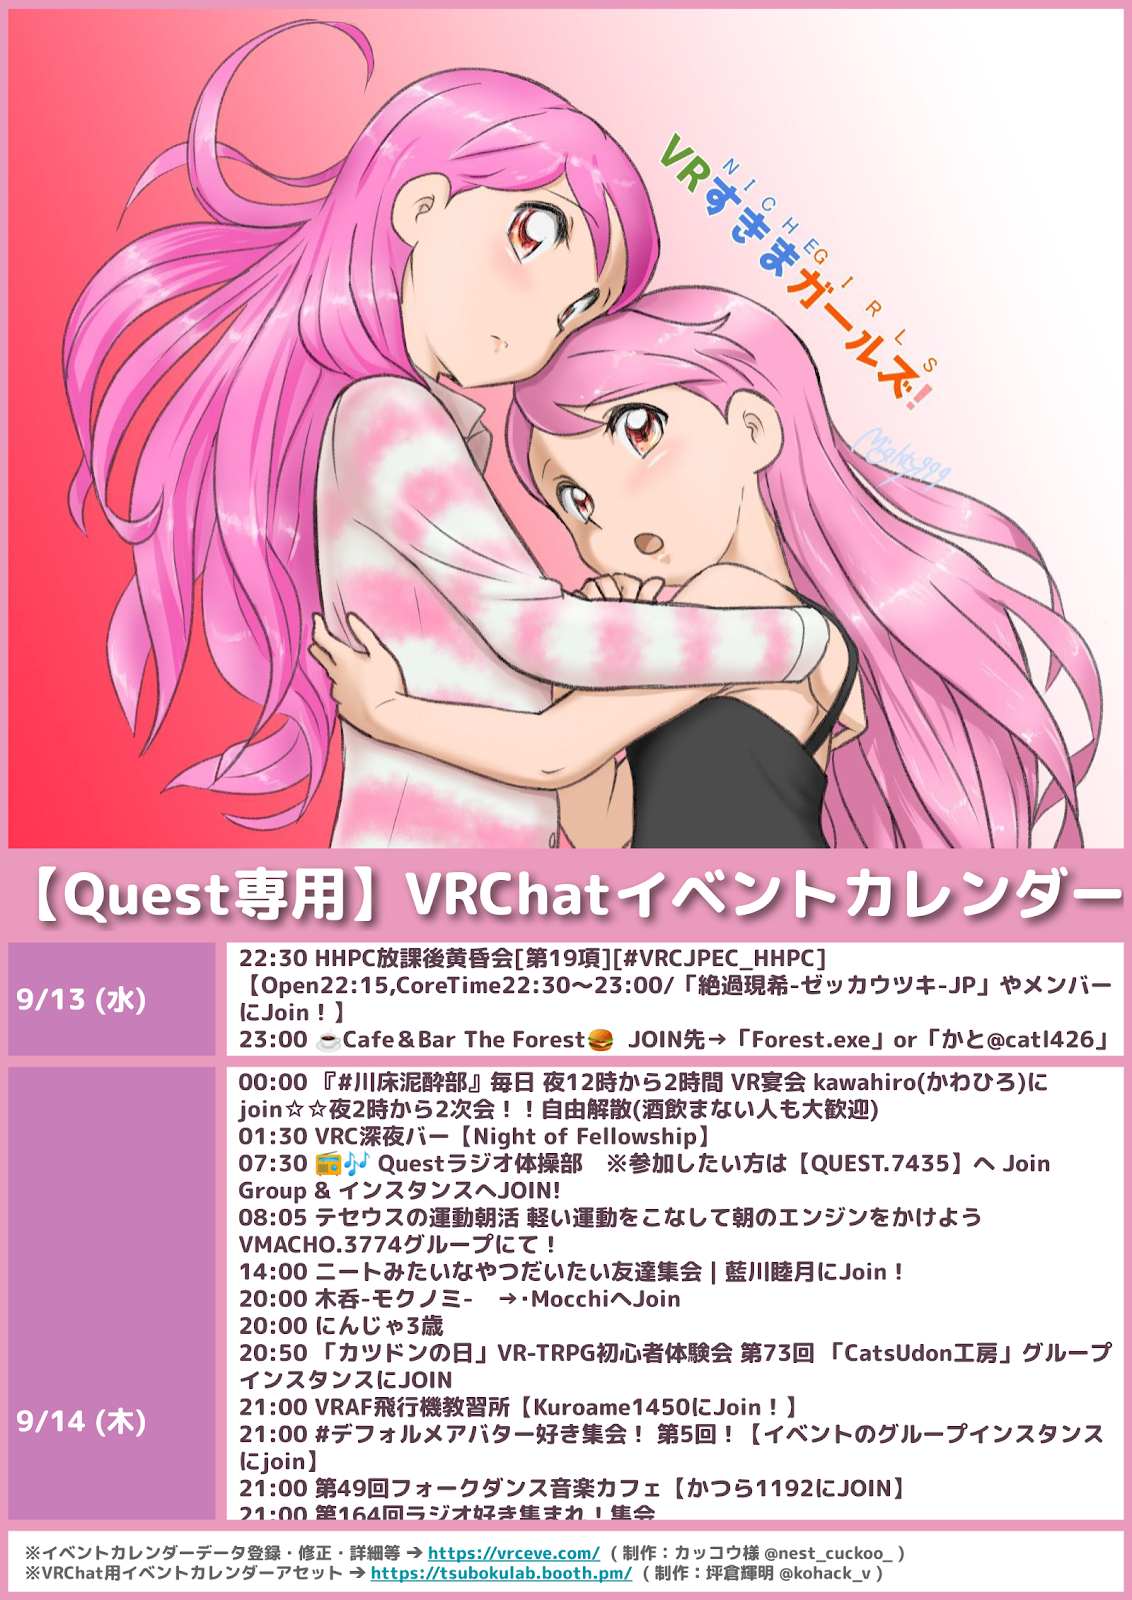 NICHE GIRLS
VRすきまガールズ!
Mighty999
【Quest専用】VRChatイベントカレンダー
9/13 (水)
22:30 HHPC放課後黄昏会[第19項][#VRCJPEC_HHPC]
【Open22:15,CoreTime22:30～23:00/「絶過現希-ゼッカウツキ-JP」やメンバー
にJoin！】
23:00 ☕Cafe＆Bar The Forest🍔 JOIN先→「Forest.exe」or「かと@catl426」
9/14 (木)
00:00 『#川床泥酔部』毎日 夜12時から2時間 VR宴会 kawahiro(かわひろ)に
join☆☆夜2時から2次会！！自由解散(酒飲まない人も大歓迎)
01:30 VRC深夜バー【Night of Fellowship】
07:30 📻🎶 Questラジオ体操部　※参加したい方は【QUEST.7435】へ Join
Group & インスタンスへJOIN!
08:05 テセウスの運動朝活 軽い運動をこなして朝のエンジンをかけよう
VMACHO.3774グループにて！
14:00 ニートみたいなやつだいたい友達集会 | 藍川睦月にJoin！
20:00 木呑-モクノミ-　→･MocchiへJoin
20:00 にんじゃ3歳
20:50 「カツドンの日」VR-TRPG初心者体験会 第73回 「CatsUdon工房」グループ
インスタンスにJOIN
21:00 VRAF飛行機教習所【Kuroame1450にJoin！】
21:00 #デフォルメアバター好き集会！ 第5回！【イベントのグループインスタンス
にjoin】
21:00 第49回フォークダンス音楽カフェ【かつら1192にJOIN】
21:00 第164回ラジオ好き集まれ！集会
※イベントカレンダーデータ登録・修正・詳細等 ➔ https://vrceve.com/ （ 制作：カッコウ様 @nest_cuckoo_ ）
※VRChat用イベントカレンダーアセット ➔ https://tsubokulab.booth.pm/ （ 制作：坪倉輝明 @kohack_v ）